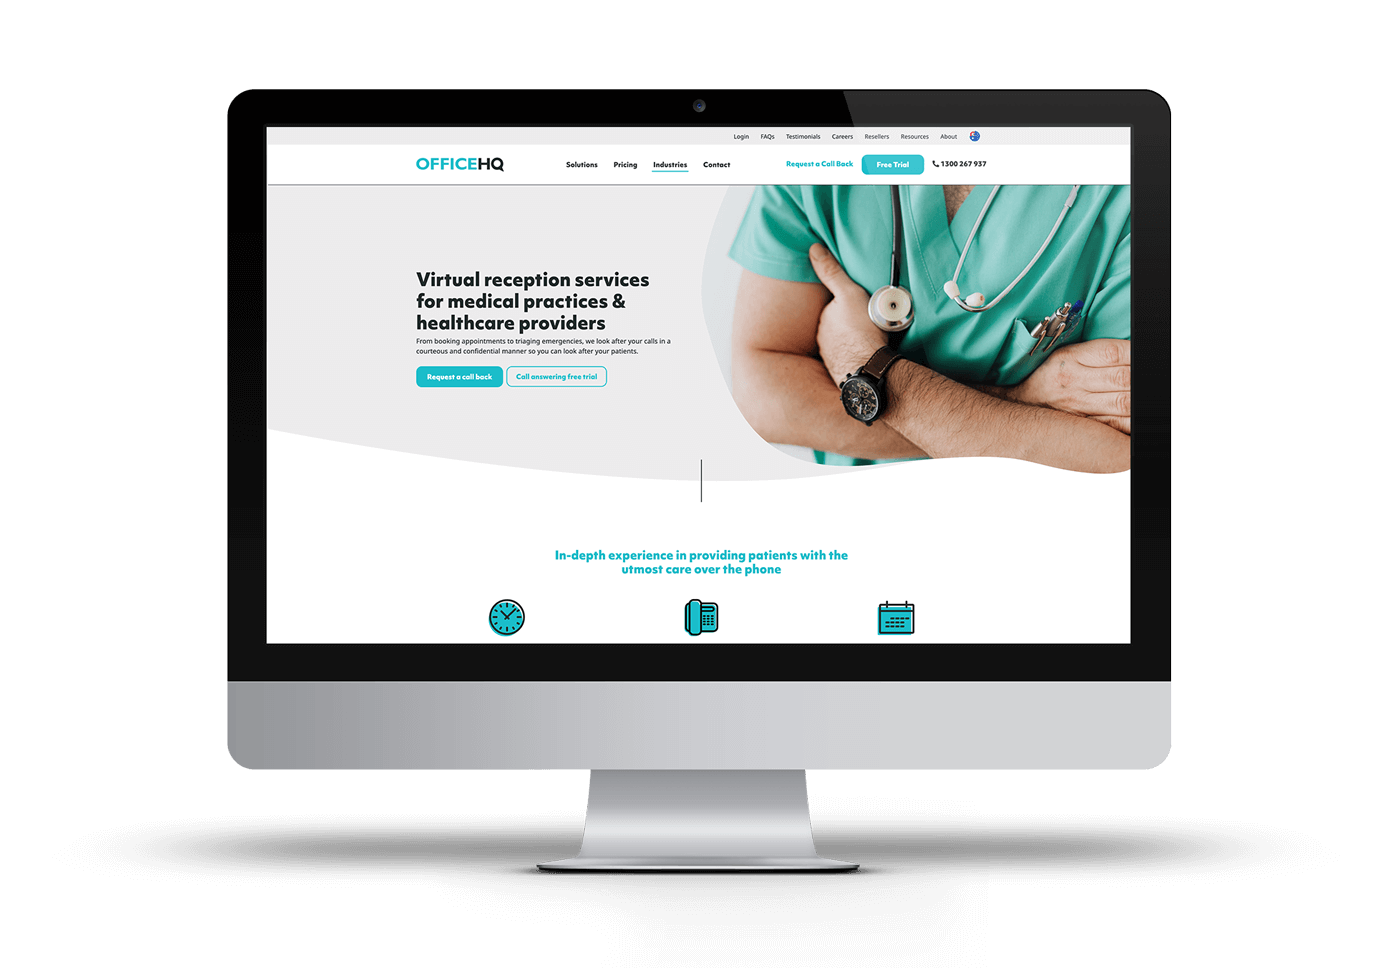 Login FAQs Testimonials Careers Resellers Resources About
OFFICEHQ Solutions Pricing Industries Contact Request a Call Back Free Trial 1300 267 937
Virtual reception services
for medical practices &
healthcare providers
From booking appointments to triaging emergencies, we look after your calls in a
courteous and confidential manner so you can look after your patients.
Request a call back Call answering free trial
In-depth experience in providing patients with the
utmost care over the phone